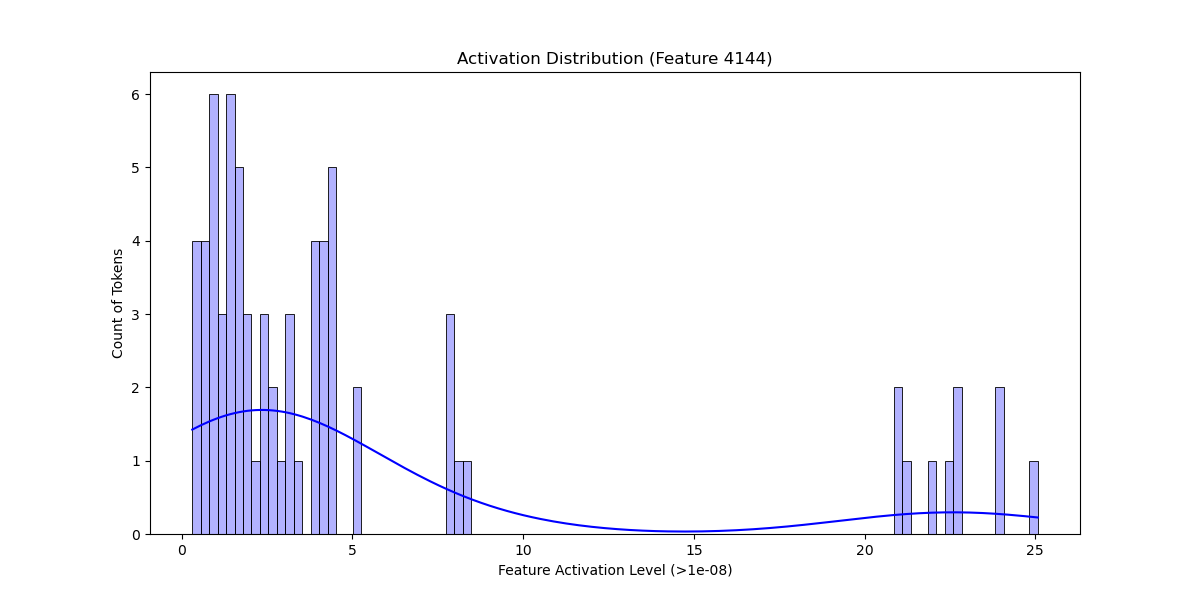 Activation Distribution (Feature 4144)
6
5
4
3
2
1
0
Count of Tokens
0 5 10 15 20 25
Feature Activation Level (>1e-08)